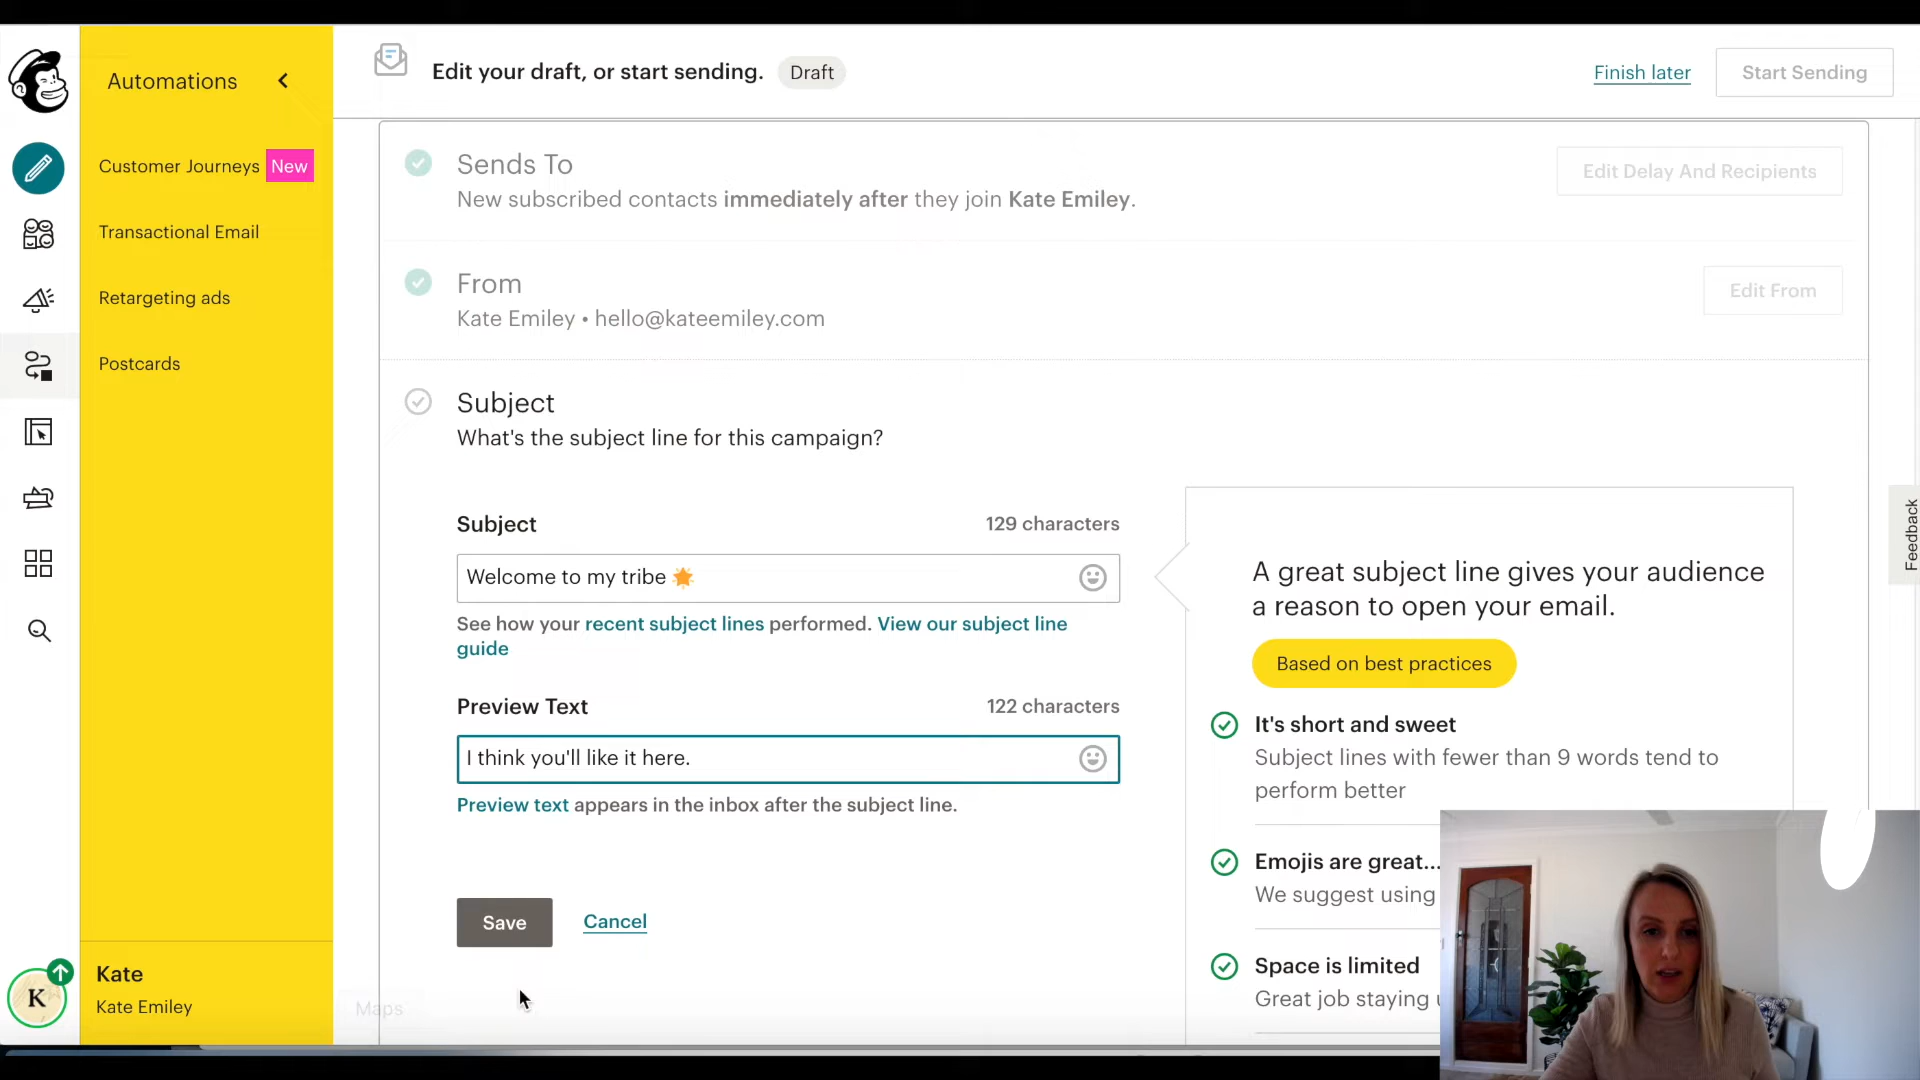 Automations
Customer Journeys New
Transactional Email
Retargeting ads
Postcards
K
Kate
Kate Emiley
Edit your draft, or start sending. Draft
Finish later
Start Sending
Sends To
New subscribed contacts immediately after they join Kate Emiley.
Edit Delay And Recipients
From
Kate Emiley • hello@kateemiley.com
Edit From
Subject
What's the subject line for this campaign?
Subject 129 characters
Welcome to my tribe 🌟
See how your recent subject lines performed. View our subject line
guide
Preview Text 122 characters
I think you'll like it here.
Preview text appears in the inbox after the subject line.
Save Cancel
Maps
A great subject line gives your audience
a reason to open your email.
Based on best practices
It's short and sweet
Subject lines with fewer than 9 words tend to
perform better
Emojis are great...
We suggest using
Space is limited
Great job staying
Feedback